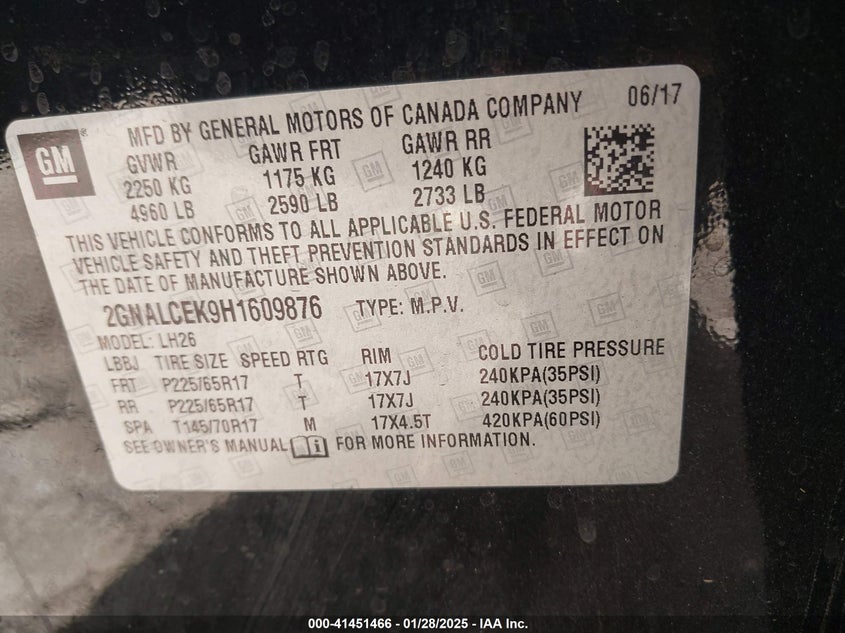 GM
®
MFD BY GENERAL MOTORS OF CANADA COMPANY 06/17
GVWR GAWR FRT GAWR RR
2250 KG 1175 KG 1240 KG
4960 LB 2590 LB 2733 LB
THIS VEHICLE CONFORMS TO ALL APPLICABLE U.S. FEDERAL MOTOR
VEHICLE SAFETY AND THEFT PREVENTION STANDARDS IN EFFECT ON
THE DATE OF MANUFACTURE SHOWN ABOVE.
2GNALCEK9H1609876 TYPE: M.P.V.
MODEL: LH26
LBBJ TIRE SIZE SPEED RTG RIM COLD TIRE PRESSURE
FRT P225/65R17 T 17X7J 240KPA(35PSI)
RR P225/65R17 T 17X7J 240KPA(35PSI)
SPA T145/70R17 M 17X4.5T 420KPA(60PSI)
SEE OWNER'S MANUAL FOR MORE INFORMATION.
000-41451466 - 01/28/2025 - IAA Inc.